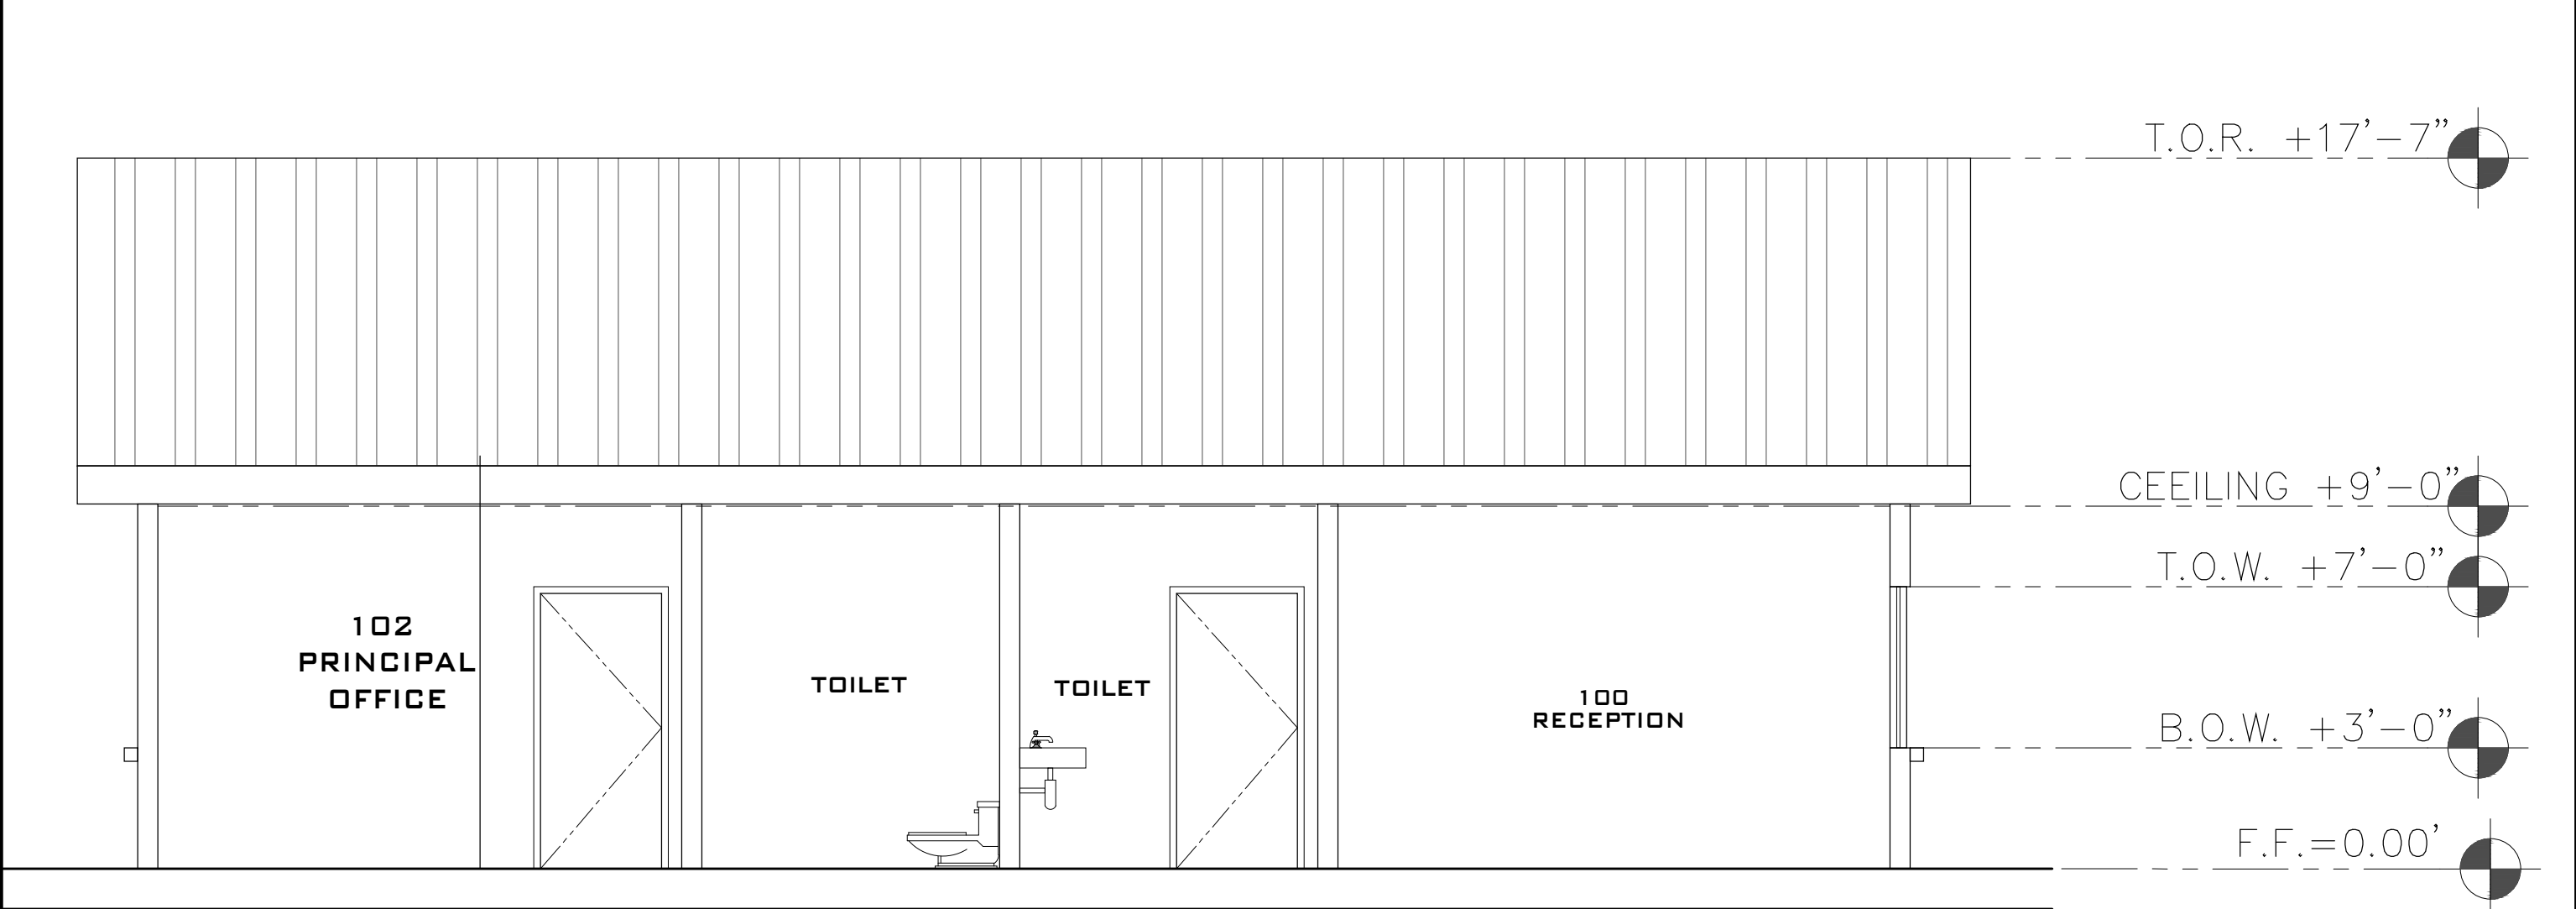 T.O.R. +17'-7"
CEEILING +9'-0"
T.O.W. +7'-0"
102
PRINCIPAL
OFFICE
TOILET
TOILET
100
RECEPTION
B.O.W. +3'-0"
F.F.=0.00'